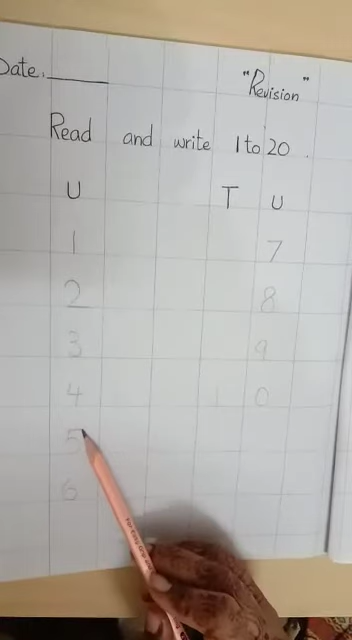 Date.______ "Revision"
Read and write 1 to 20.
U T U
1 7
2 8
3 9
4 1 0
5
6